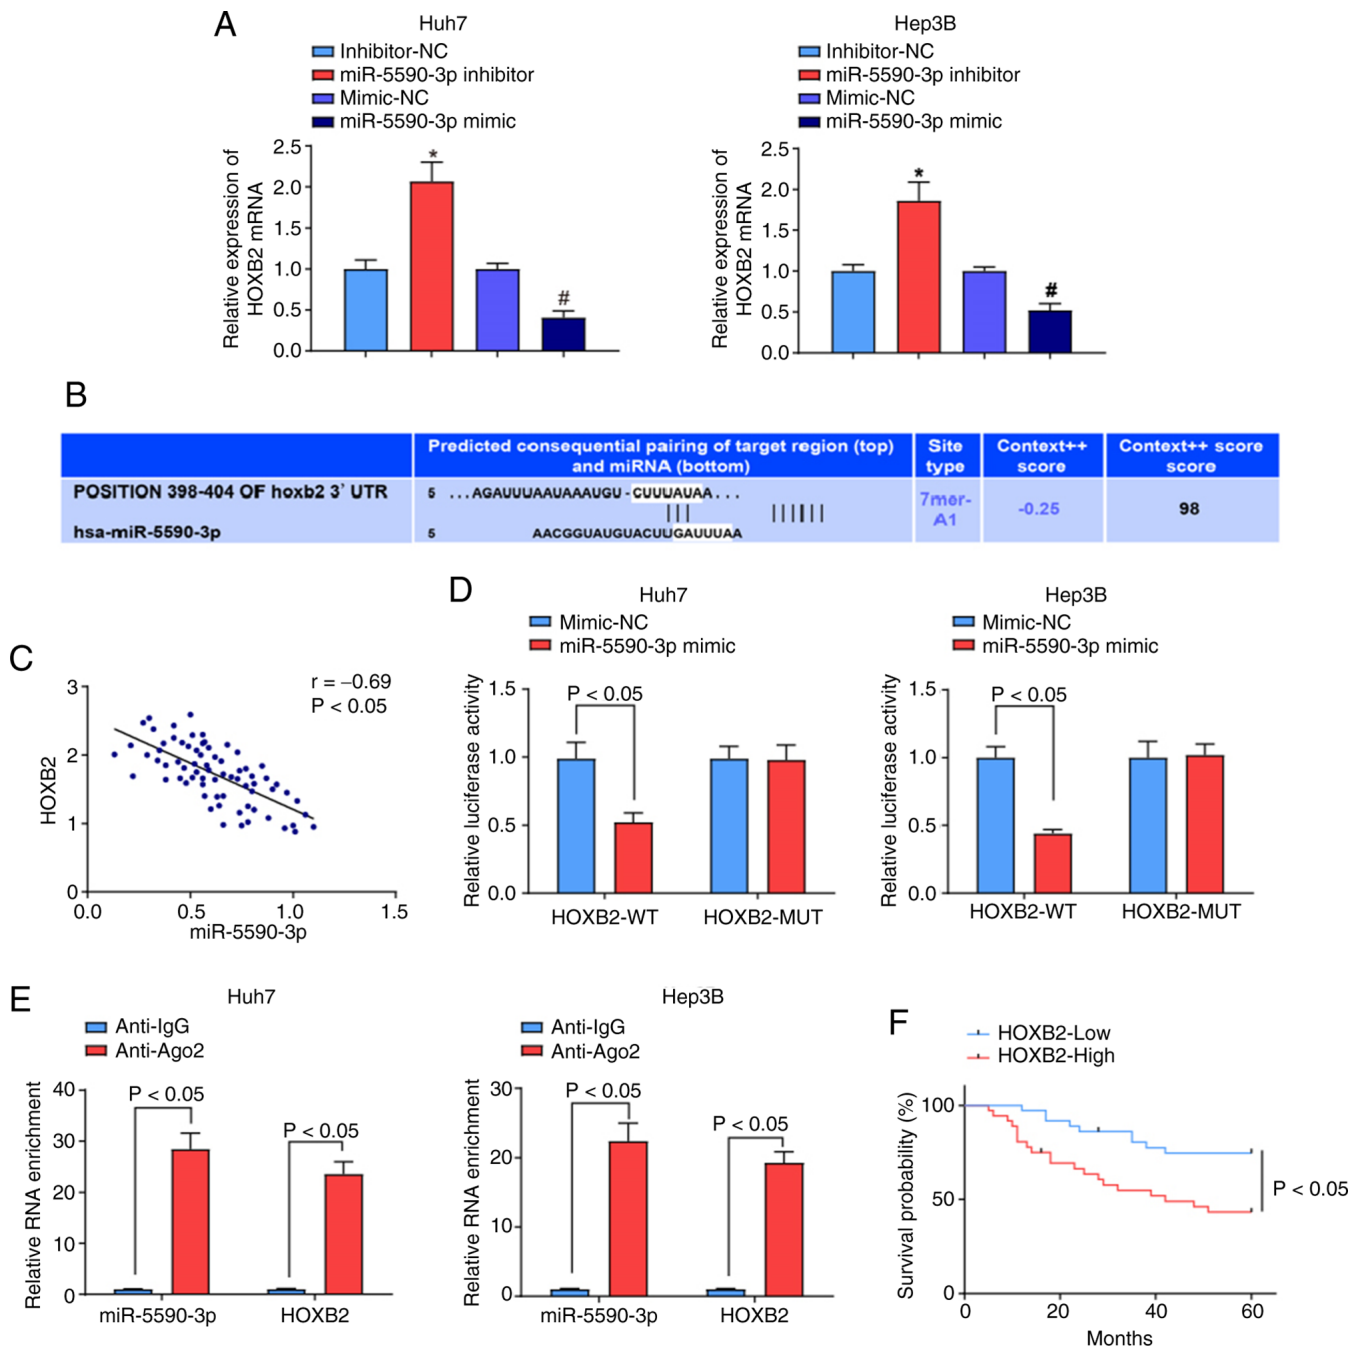 A
Huh7
Inhibitor-NC
miR-5590-3p inhibitor
Mimic-NC
miR-5590-3p mimic
Relative expression of
HOXB2 mRNA
2.5
2.0
1.5
1.0
0.5
0.0
*
#
Hep3B
Inhibitor-NC
miR-5590-3p inhibitor
Mimic-NC
miR-5590-3p mimic
Relative expression of
HOXB2 mRNA
2.5
2.0
1.5
1.0
0.5
0.0
*
#
B
Predicted consequential pairing of target region (top)
and miRNA (bottom)
Site
type
Context++
score
Context++ score
score
POSITION 398-404 OF hoxb2 3' UTR
5 ...AGAUUUAAUAAAUGU-CUUUAUAA...
7mer-
A1
-0.25
98
hsa-miR-5590-3p
5 AACGGUAUGUACUUGAUUUAA
C
HOXB2
3
2
1
0
r = –0.69
P < 0.05
0.0 0.5 1.0 1.5
miR-5590-3p
D
Huh7
Mimic-NC
miR-5590-3p mimic
Relative luciferase activity
1.5
1.0
0.5
0.0
P < 0.05
HOXB2-WT HOXB2-MUT
Hep3B
Mimic-NC
miR-5590-3p mimic
Relative luciferase activity
1.5
1.0
0.5
0.0
P < 0.05
HOXB2-WT HOXB2-MUT
E
Huh7
Anti-IgG
Anti-Ago2
Relative RNA enrichment
40
30
20
10
0
P < 0.05
P < 0.05
miR-5590-3p HOXB2
Hep3B
Anti-IgG
Anti-Ago2
Relative RNA enrichment
30
20
10
0
P < 0.05
P < 0.05
miR-5590-3p HOXB2
F
HOXB2-Low
HOXB2-High
Survival probability (%)
100
50
0
P < 0.05
0 20 40 60
Months